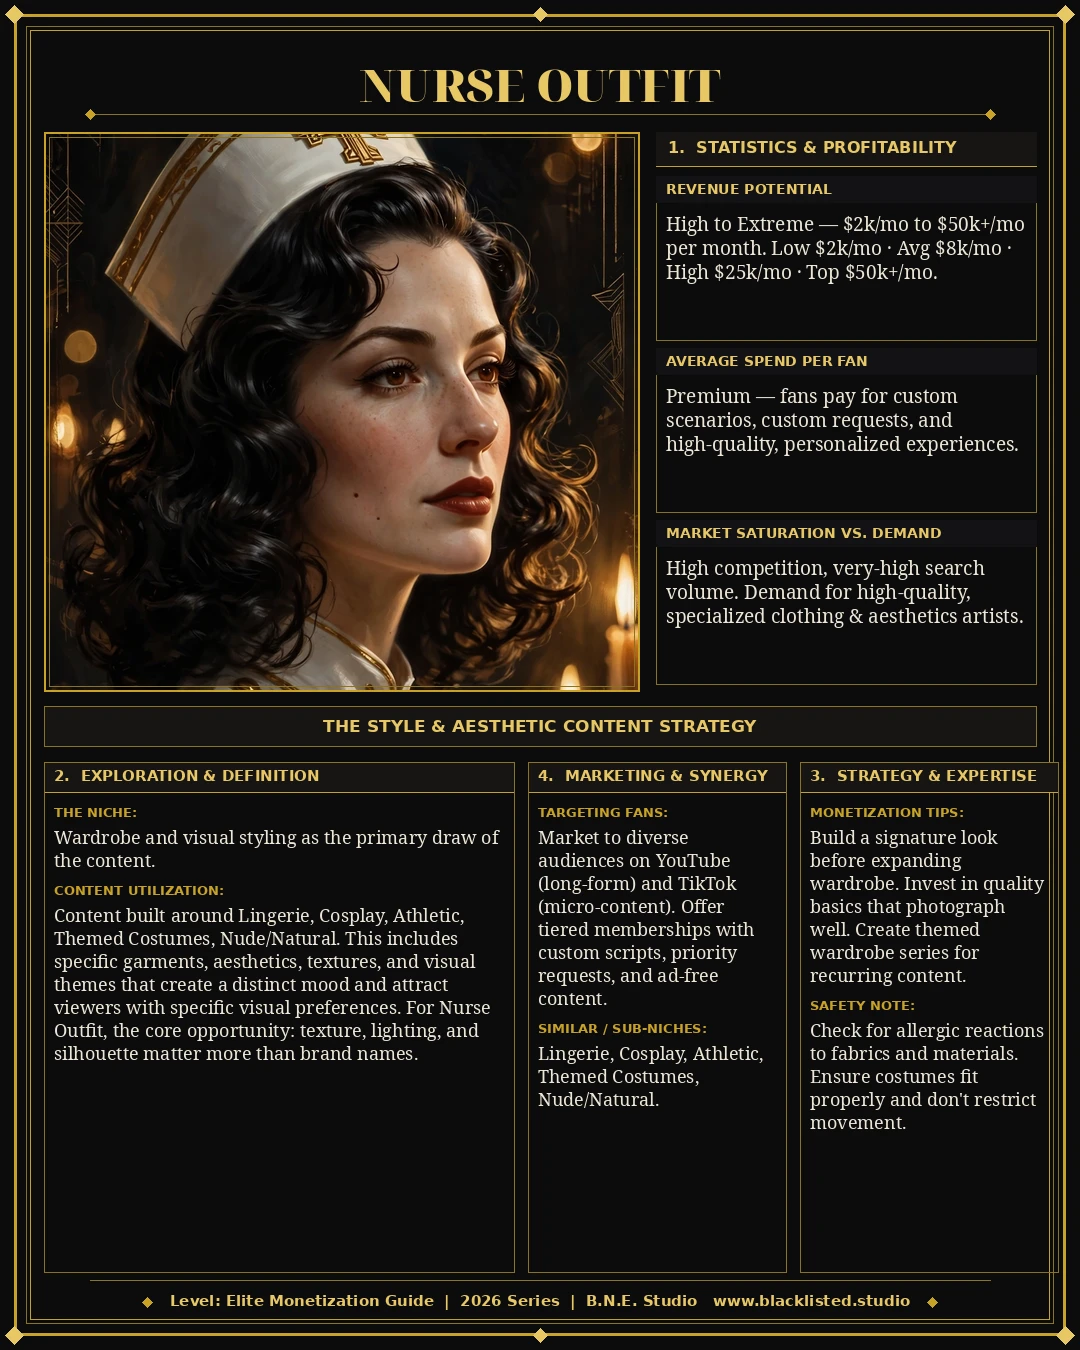 NURSE OUTFIT
1. STATISTICS & PROFITABILITY
REVENUE POTENTIAL
High to Extreme — $2k/mo to $50k+/mo
per month. Low $2k/mo · Avg $8k/mo ·
High $25k/mo · Top $50k+/mo.
AVERAGE SPEND PER FAN
Premium — fans pay for custom
scenarios, custom requests, and
high-quality, personalized experiences.
MARKET SATURATION VS. DEMAND
High competition, very-high search
volume. Demand for high-quality,
specialized clothing & aesthetics artists.
THE STYLE & AESTHETIC CONTENT STRATEGY
2. EXPLORATION & DEFINITION
THE NICHE:
Wardrobe and visual styling as the primary draw of
the content.
CONTENT UTILIZATION:
Content built around Lingerie, Cosplay, Athletic,
Themed Costumes, Nude/Natural. This includes
specific garments, aesthetics, textures, and visual
themes that create a distinct mood and attract
viewers with specific visual preferences. For Nurse
Outfit, the core opportunity: texture, lighting, and
silhouette matter more than brand names.
4. MARKETING & SYNERGY
TARGETING FANS:
Market to diverse
audiences on YouTube
(long-form) and TikTok
(micro-content). Offer
tiered memberships with
custom scripts, priority
requests, and ad-free
content.
SIMILAR / SUB-NICHES:
Lingerie, Cosplay, Athletic,
Themed Costumes,
Nude/Natural.
3. STRATEGY & EXPERTISE
MONETIZATION TIPS:
Build a signature look
before expanding
wardrobe. Invest in quality
basics that photograph
well. Create themed
wardrobe series for
recurring content.
SAFETY NOTE:
Check for allergic reactions
to fabrics and materials.
Ensure costumes fit
properly and don't restrict
movement.
Level: Elite Monetization Guide | 2026 Series | B.N.E. Studio www.blacklisted.studio